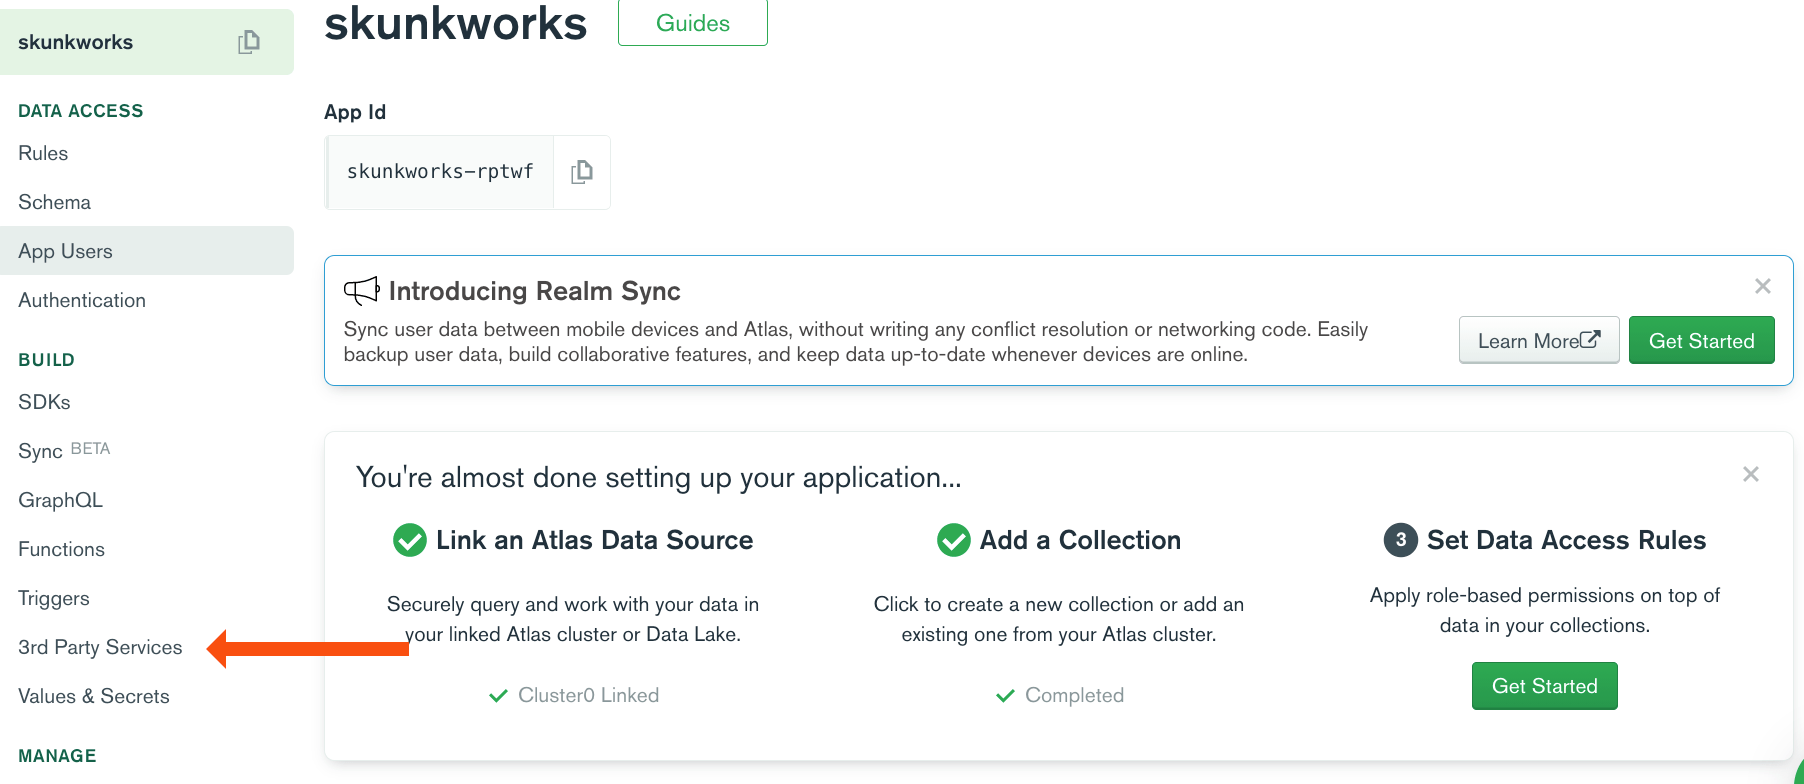 skunkworks
DATA ACCESS
Rules
Schema
App Users
Authentication
BUILD
SDKs
Sync BETA
GraphQL
Functions
Triggers
3rd Party Services
Values & Secrets
MANAGE
skunkworks
Guides
App Id
skunkworks-rptwf
Introducing Realm Sync
Sync user data between mobile devices and Atlas, without writing any conflict resolution or networking code. Easily
backup user data, build collaborative features, and keep data up-to-date whenever devices are online.
Learn More
Get Started
You're almost done setting up your application...
Link an Atlas Data Source
Securely query and work with your data in
your linked Atlas cluster or Data Lake.
Cluster0 Linked
Add a Collection
Click to create a new collection or add an
existing one from your Atlas cluster.
Completed
3 Set Data Access Rules
Apply role-based permissions on top of
data in your collections.
Get Started